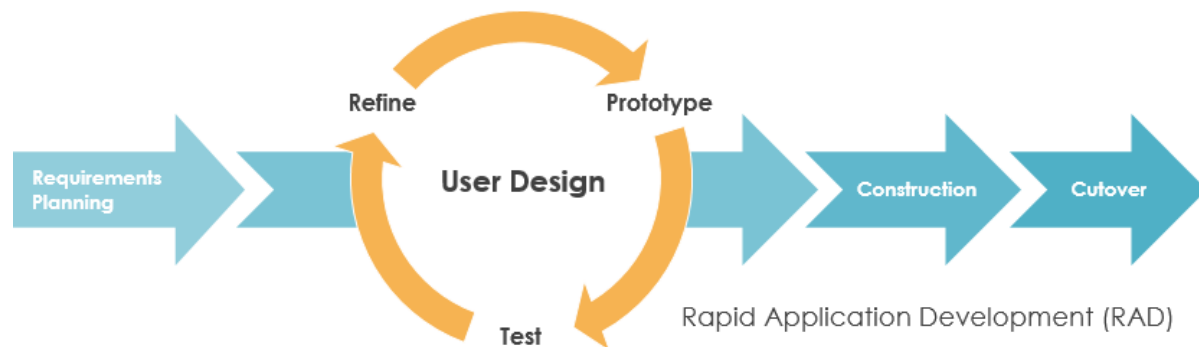 Refine
Prototype
Requirements
Planning
User Design
Construction
Cutover
Test
Rapid Application Development (RAD)